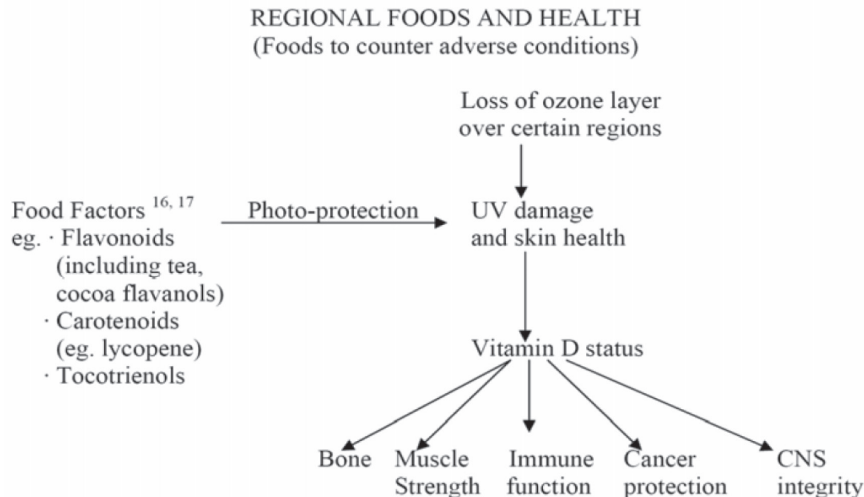 REGIONAL FOODS AND HEALTH
(Foods to counter adverse conditions)
Loss of ozone layer
over certain regions
Food Factors 16, 17
eg. · Flavonoids
(including tea,
cocoa flavanols)
· Carotenoids
(eg. lycopene)
· Tocotrienols
Photo-protection
UV damage
and skin health
Vitamin D status
Bone
Muscle
Strength
Immune
function
Cancer
protection
CNS
integrity